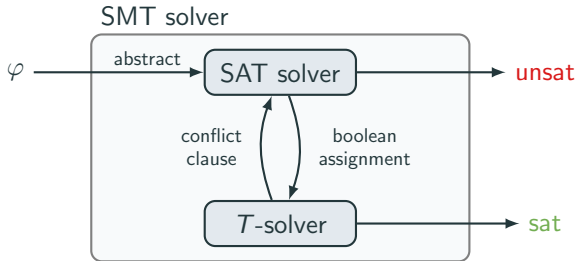 SMT solver
φ
abstract
SAT solver
unsat
conflict
clause
boolean
assignment
T-solver
sat